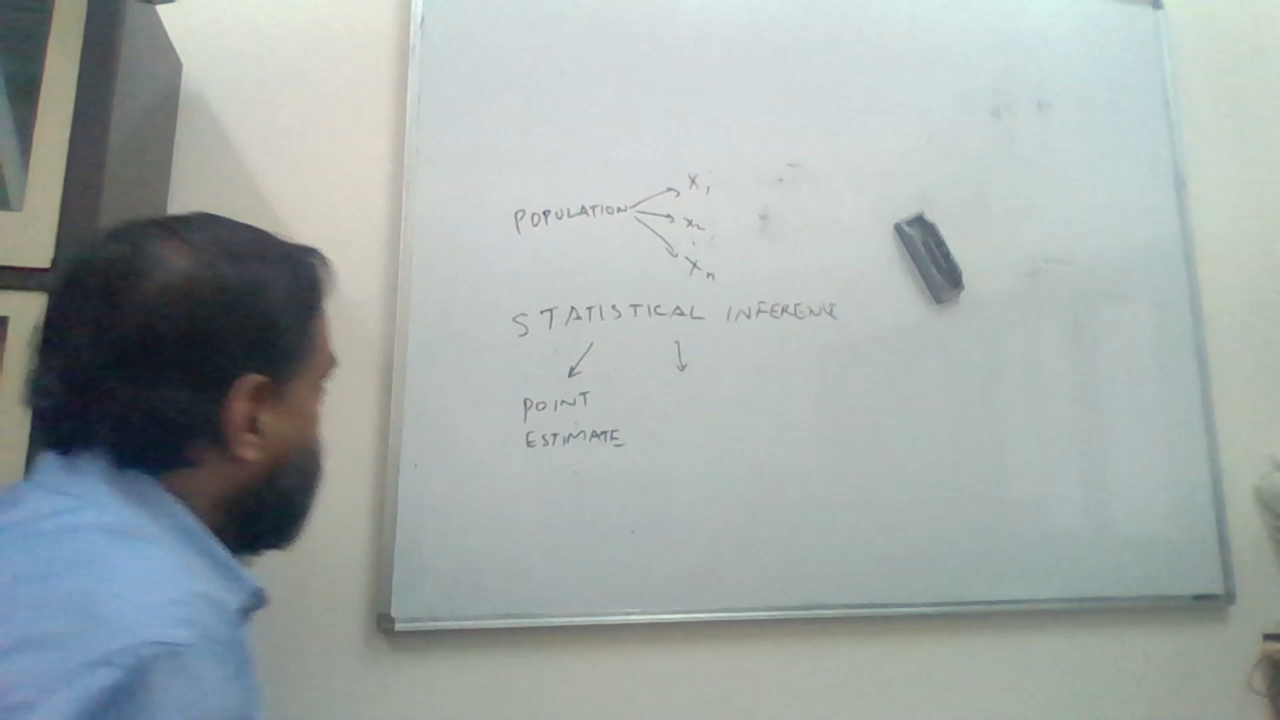 X₁
POPULATION X₂
Xₙ
STATISTICAL INFERENCE
POINT
ESTIMATE